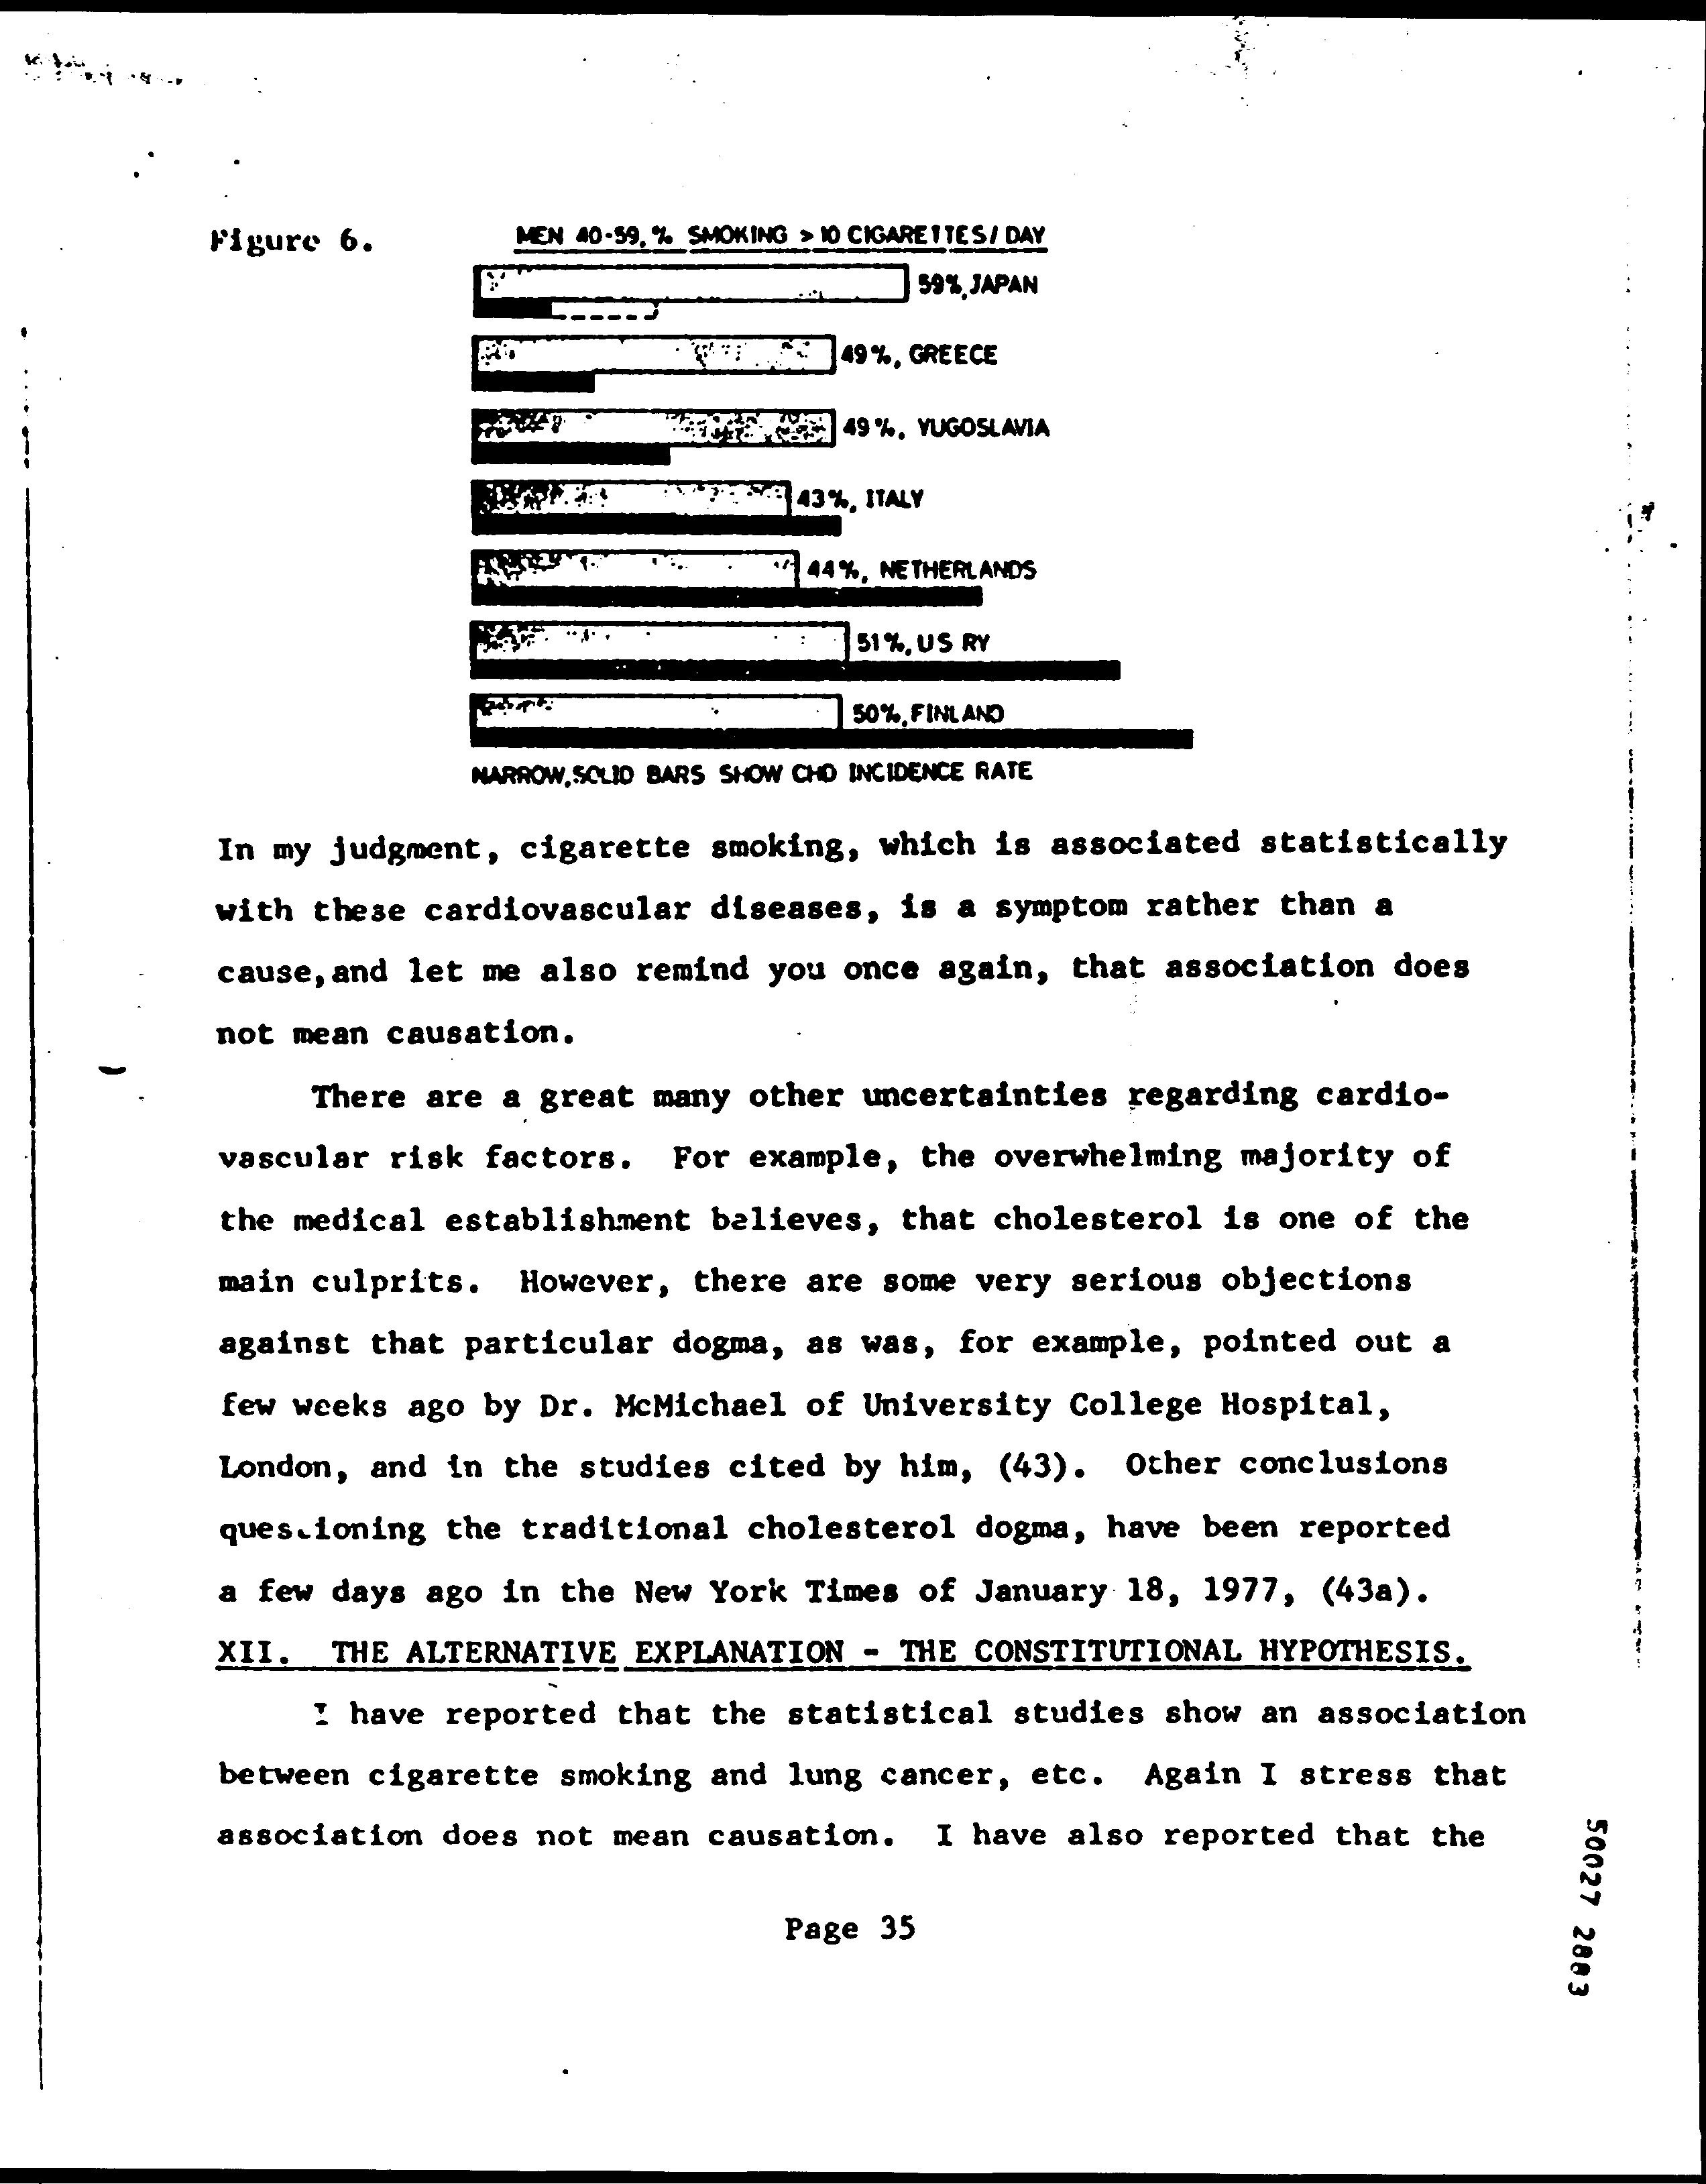 Figure 6.
MEN 40-59, % SMOKING > 10 CIGARETTES/ DAY
59%, JAPAN
49%, GREECE
49%, YUGOSLAVIA
43%, ITALY
44%, NETHERLANDS
51%, US RY
50%, FINLAND
NARROW, SOLID BARS SHOW CHD INCIDENCE RATE
In my judgment, cigarette smoking, which is associated statistically
with these cardiovascular diseases, is a symptom rather than a
cause,and let me also remind you once again, that association does
not mean causation.
There are a great many other uncertainties regarding cardio-
vascular risk factors. For example, the overwhelming majority of
the medical establishment believes, that cholesterol is one of the
main culprits. However, there are some very serious objections
against that particular dogma, as was, for example, pointed out a
few weeks ago by Dr. McMichael of University College Hospital,
London, and in the studies cited by him, (43). Other conclusions
questioning the traditional cholesterol dogma, have been reported
a few days ago in the New York Times of January 18, 1977, (43a).
XII. THE ALTERNATIVE EXPLANATION - THE CONSTITUTIONAL HYPOTHESIS.
I have reported that the statistical studies show an association
between cigarette smoking and lung cancer, etc. Again I stress that
association does not mean causation. I have also reported that the
Page 35
50027 2883